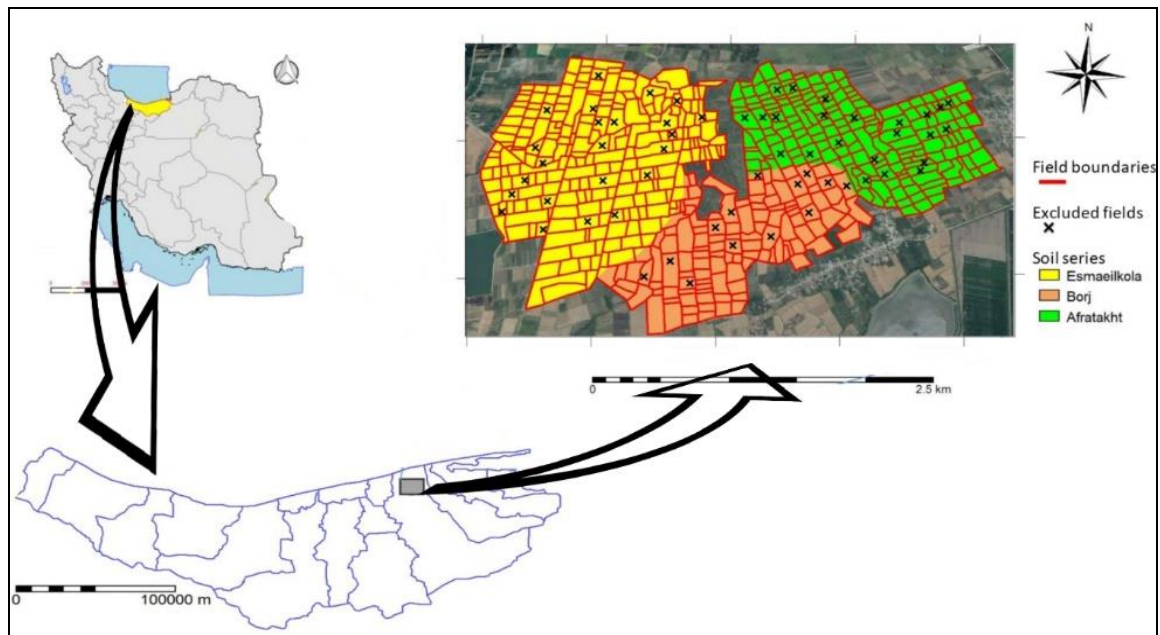 N
Field boundaries
Excluded fields
Soil series
Esmaeilkola
Borj
Afratakht
0 2.5 km
0 100000 m